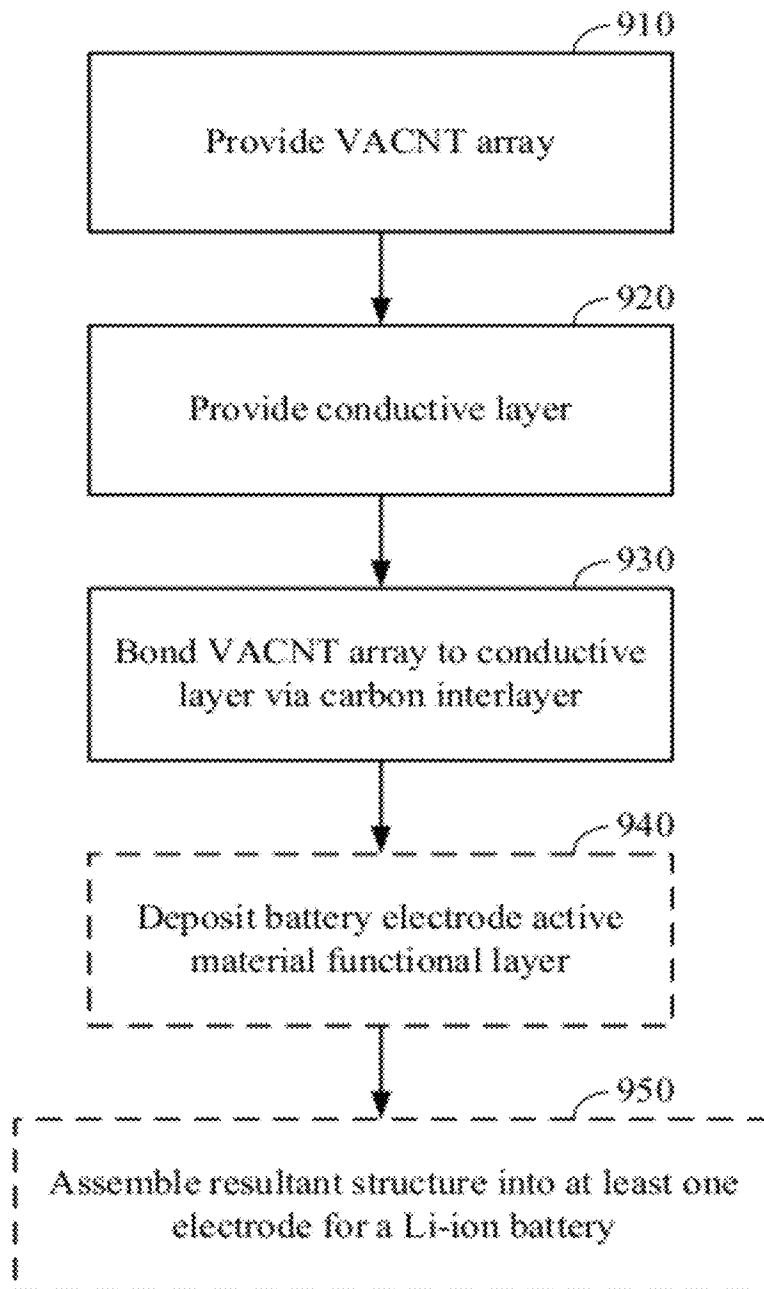 910
Provide VACNT array
920
Provide conductive layer
930
Bond VACNT array to conductive
layer via carbon interlayer
940
Deposit battery electrode active
material functional layer
950
Assemble resultant structure into at least one
electrode for a Li-ion battery